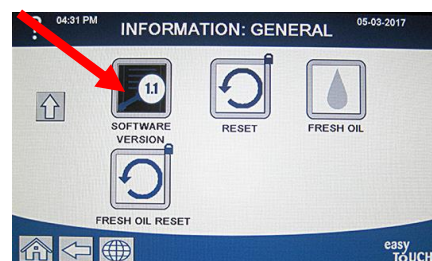 ?
04:31 PM
INFORMATION: GENERAL
05-03-2017
1.1
SOFTWARE
VERSION
RESET
FRESH OIL
FRESH OIL RESET
easy
TOUCH